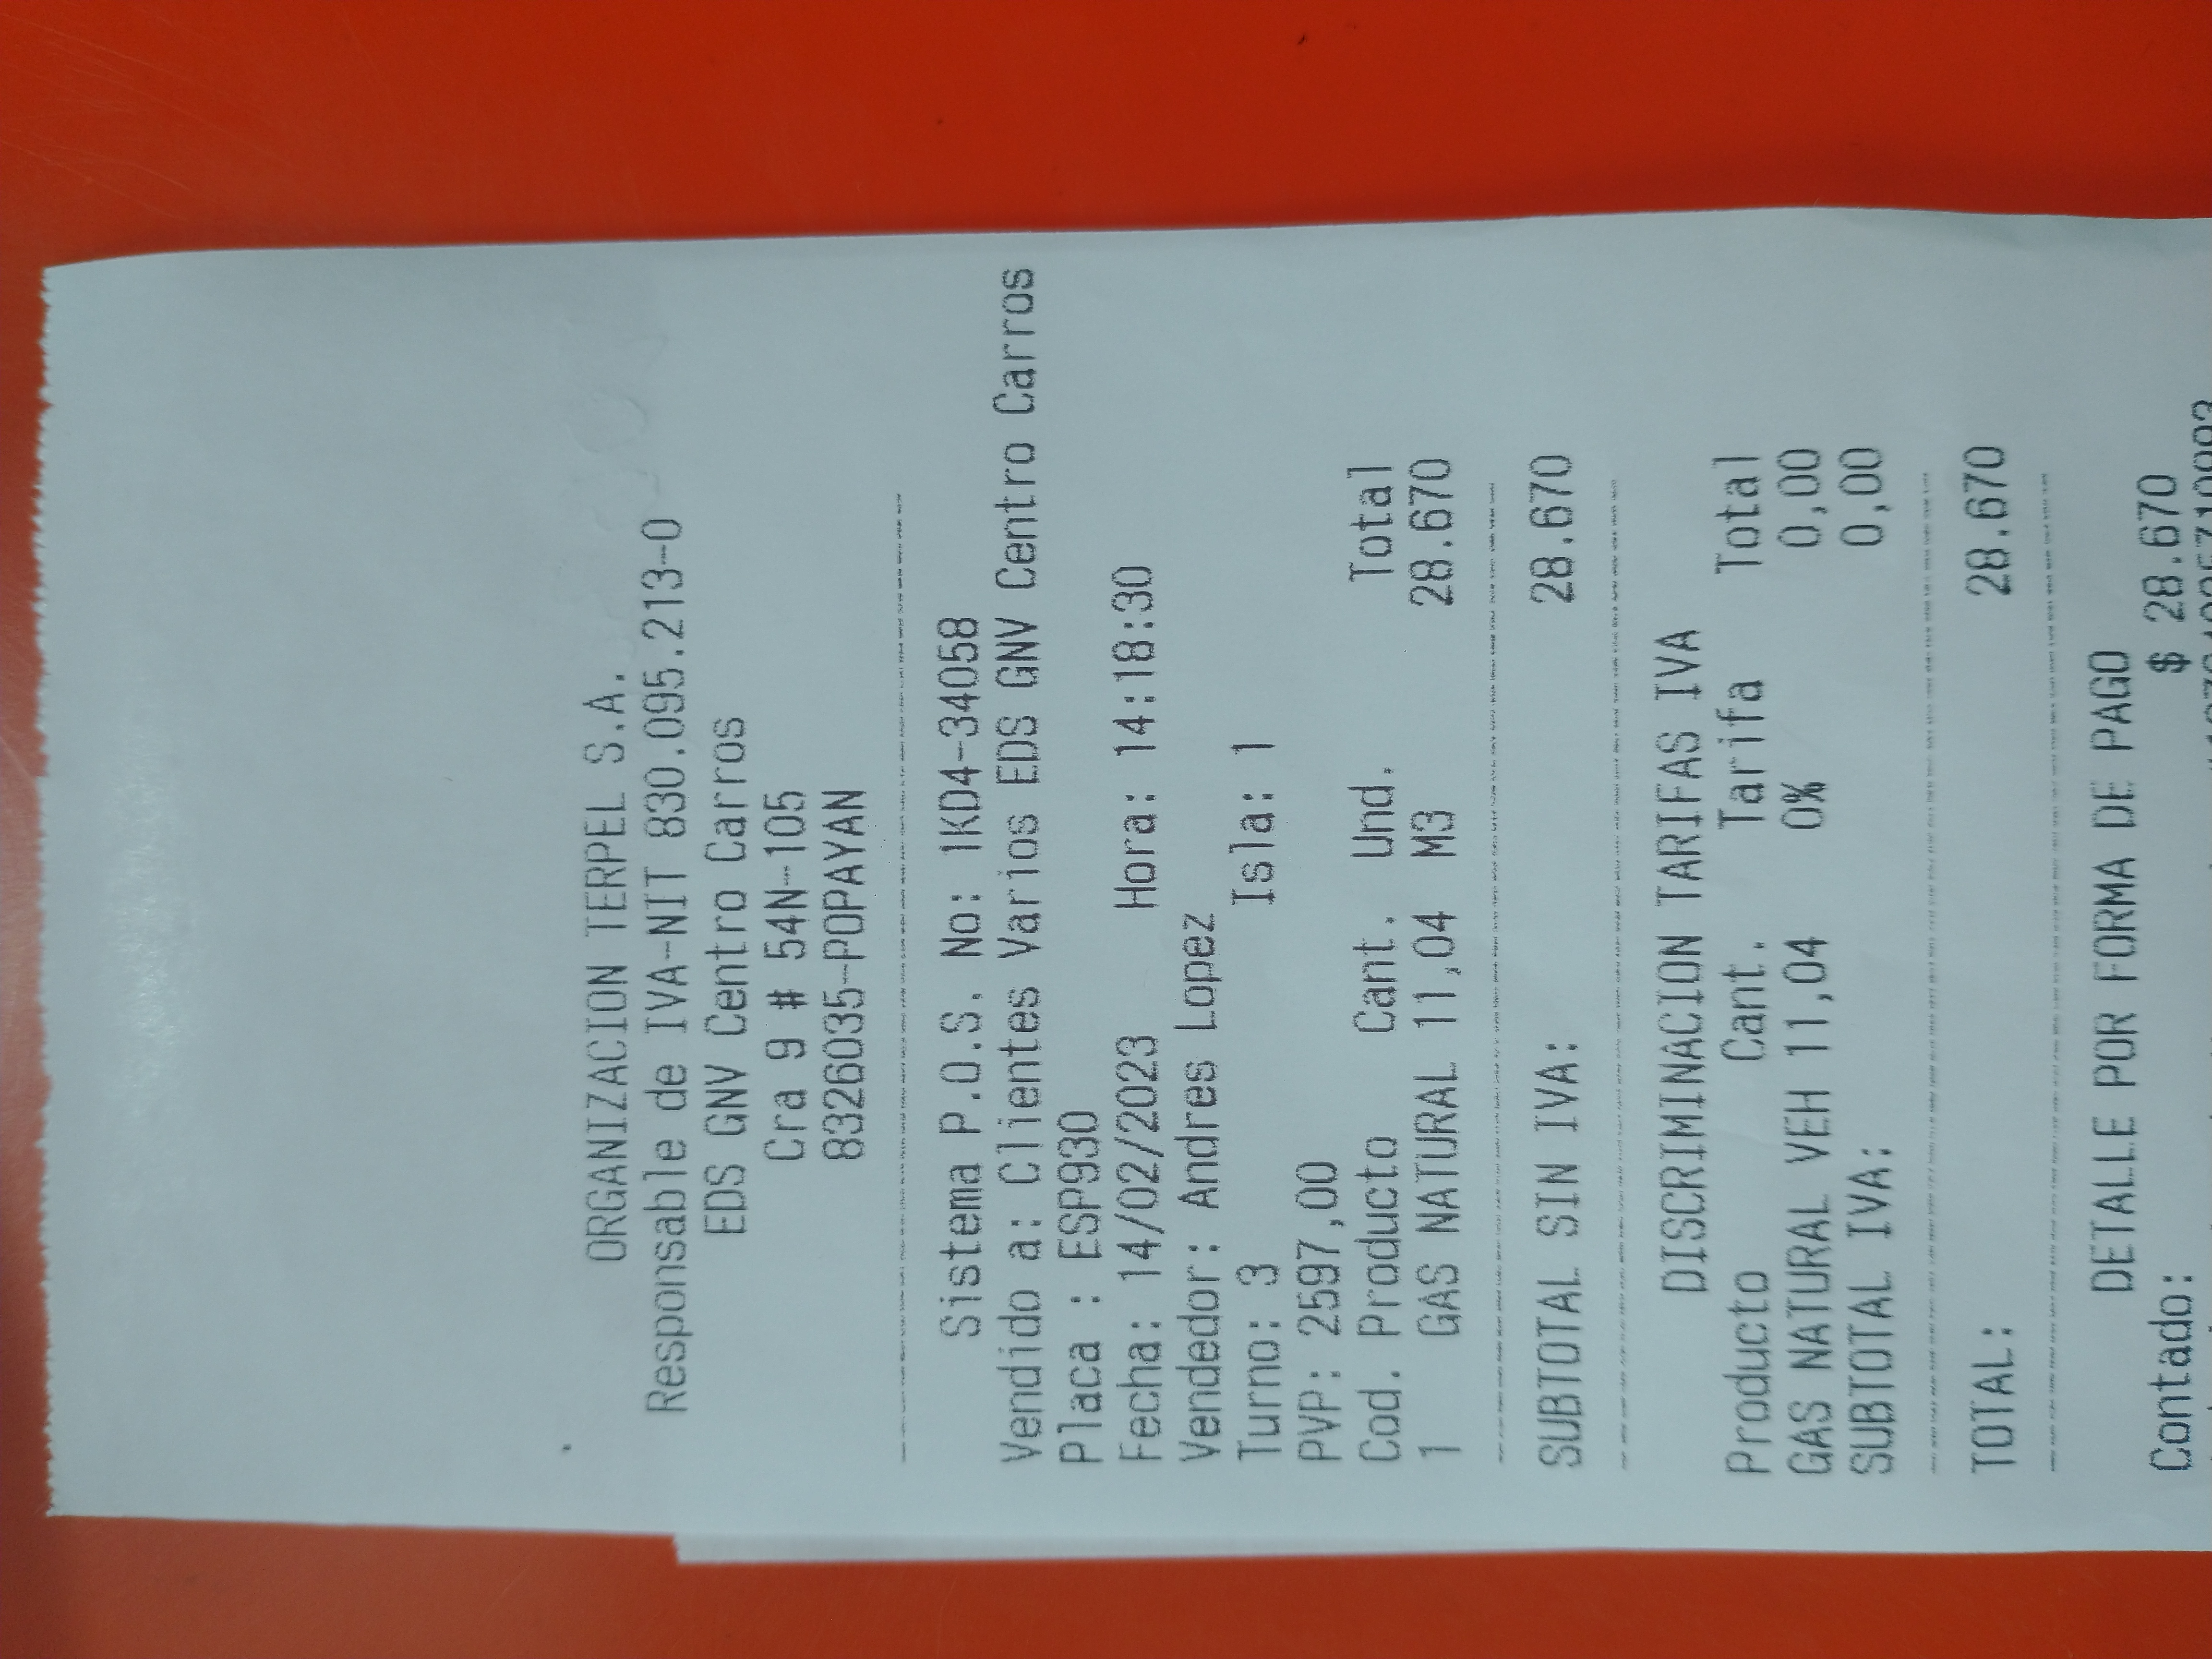 ORGANIZACION TERPEL S.A.
Responsable de IVA-NIT 830.095.213-0
EDS GNV Centro Carros
Cra 9 # 54N-105
8326035-POPAYAN
Sistema P.O.S. No: 1KD4-34058
Vendido a: Clientes Varios EDS GNV Centro Carros
Placa : ESP930
Fecha: 14/02/2023 Hora: 14:18:30
Vendedor: Andres Lopez
Turno: 3 Isla: 1
PVP: 2597,00
Cod. Producto Cant. Und. Total
1 GAS NATURAL 11,04 M3 28.670
SUBTOTAL SIN IVA: 28.670
DISCRIMINACION TARIFAS IVA
Producto Cant. Tarifa Total
GAS NATURAL VEH 11,04 0% 0,00
SUBTOTAL IVA: 0,00
TOTAL: 28.670
DETALLE POR FORMA DE PAGO
Contado: $ 28.670